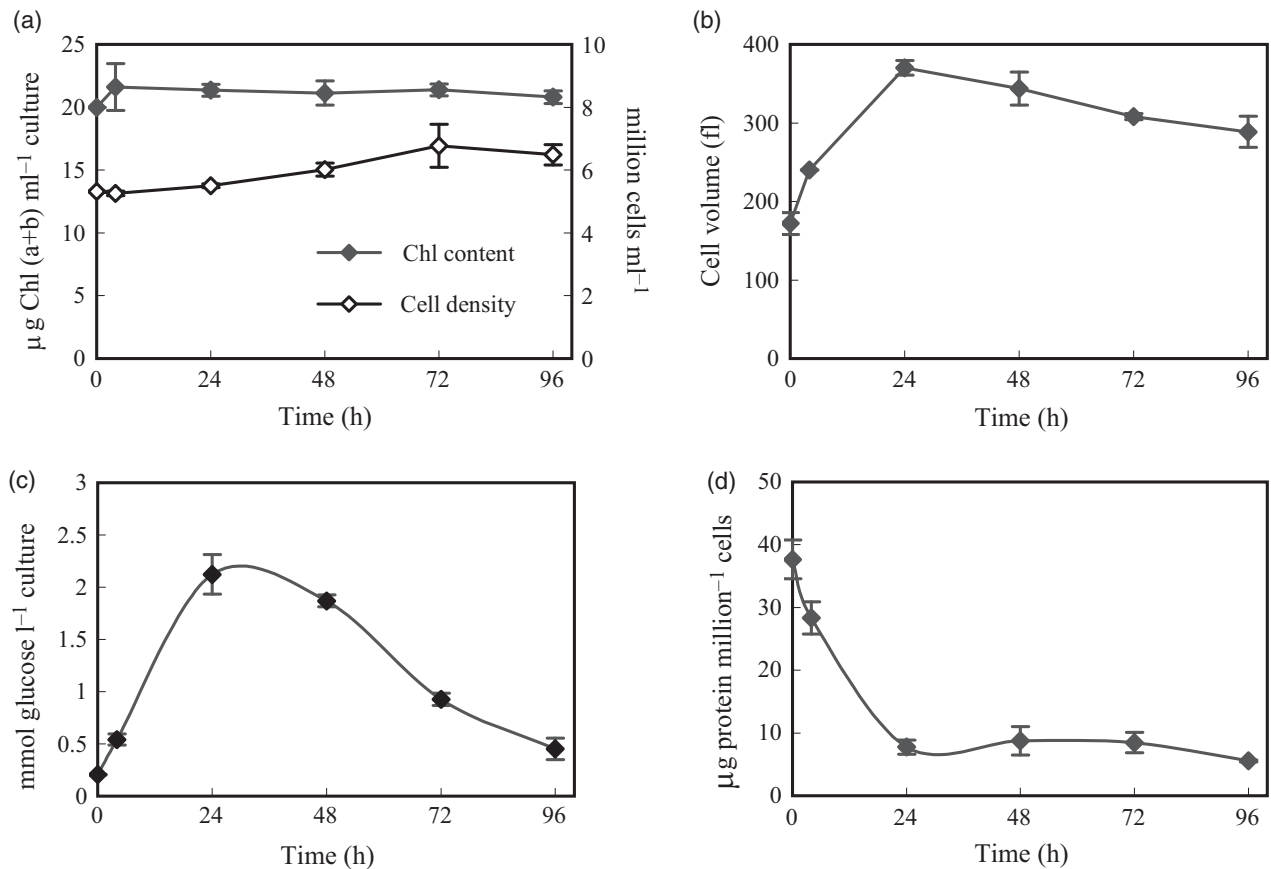 (a)
25
20
15
10
5
0
μg Chl (a+b) ml⁻¹ culture
10
8
6
4
2
0
million cells ml⁻¹
Chl content
Cell density
0 24 48 72 96
Time (h)
(b)
400
300
200
100
0
Cell volume (fl)
0 24 48 72 96
Time (h)
(c)
3
2.5
2
1.5
1
0.5
0
mmol glucose l⁻¹ culture
0 24 48 72 96
Time (h)
(d)
50
40
30
20
10
0
μg protein million⁻¹ cells
0 24 48 72 96
Time (h)